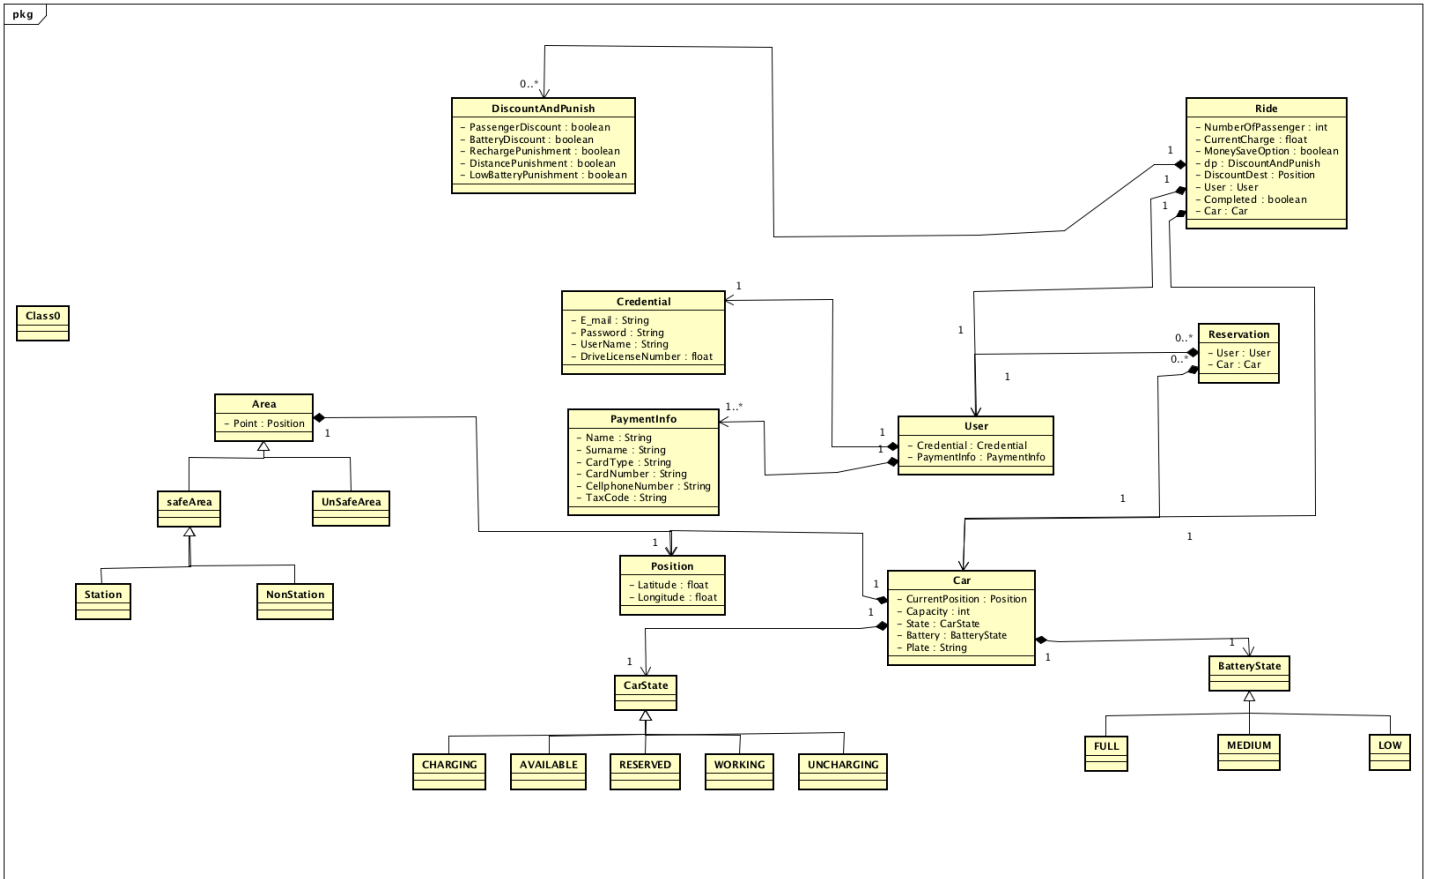 pkg
0..*
DiscountAndPunish
- PassengerDiscount : boolean
- BatteryDiscount : boolean
- RechargePunishment : boolean
- DistancePunishment : boolean
- LowBatteryPunishment : boolean
Ride
- NumberOfPassenger : int
- CurrentCharge : float
- MoneySaveOption : boolean
- dp : DiscountAndPunish
- DiscountDest : Position
- User : User
- Completed : boolean
- Car : Car
1
1
1
Class0
1
Credential
- E_mail : String
- Password : String
- UserName : String
- DriveLicenseNumber : float
1
0..*
0..*
1
Reservation
- User : User
- Car : Car
Area
- Point : Position
1
1..*
PaymentInfo
- Name : String
- Surname : String
- CardType : String
- CardNumber : String
- CellphoneNumber : String
- TaxCode : String
1
1
User
- Credential : Credential
- PaymentInfo : PaymentInfo
safeArea
UnSafeArea
1
1
1
Station
NonStation
Position
- Latitude : float
- Longitude : float
1
1
Car
- CurrentPosition : Position
- Capacity : int
- State : CarState
- Battery : BatteryState
- Plate : String
1
1
1
CarState
BatteryState
CHARGING
AVAILABLE
RESERVED
WORKING
UNCHARGING
FULL
MEDIUM
LOW